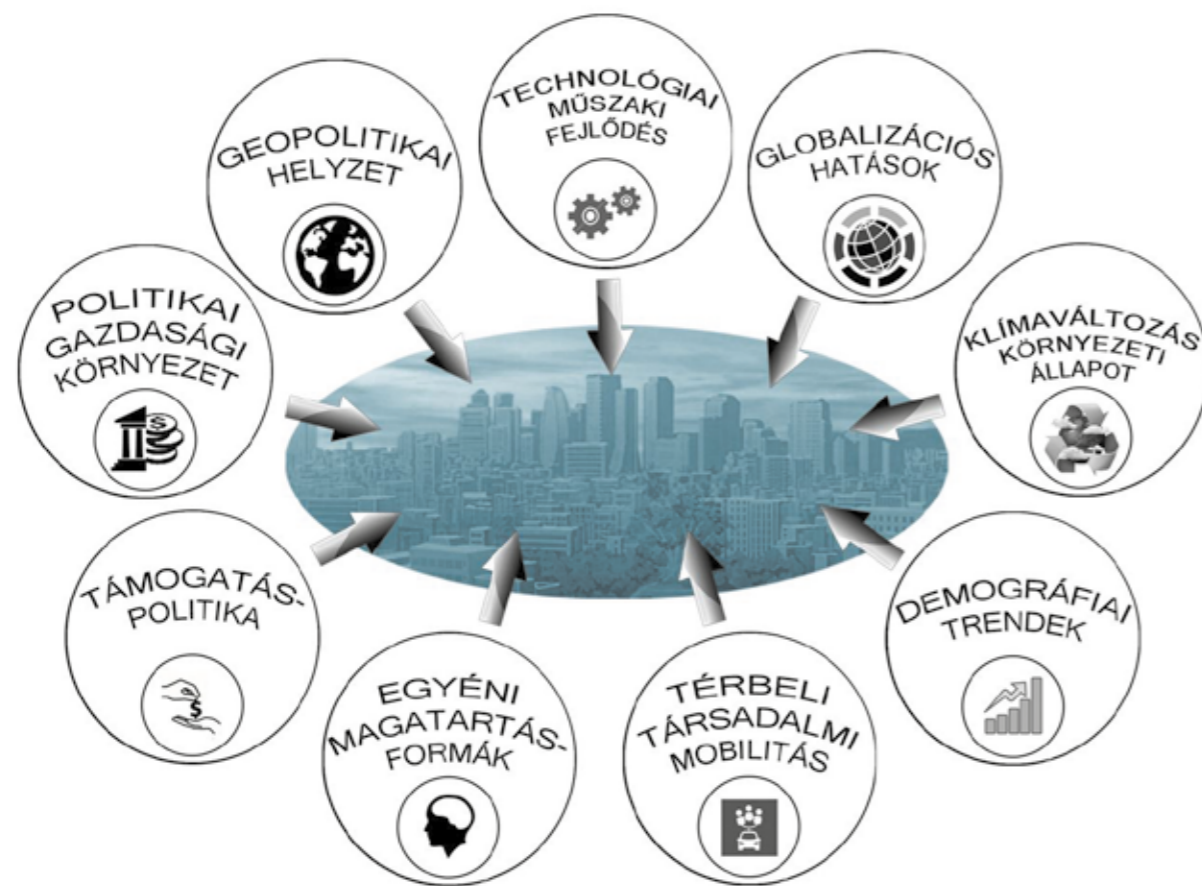 TECHNOLÓGIAI
MŰSZAKI
FEJLŐDÉS
GLOBALIZÁCIÓS
HATÁSOK
KLÍMAVÁLTOZÁS
KÖRNYEZETI
ÁLLAPOT
DEMOGRÁFIAI
TRENDEK
TÉRBELI
TÁRSADALMI
MOBILITÁS
EGYÉNI
MAGATARTÁS-
FORMÁK
TÁMOGATÁS-
POLITIKA
POLITIKAI
GAZDASÁGI
KÖRNYEZET
GEOPOLITIKAI
HELYZET